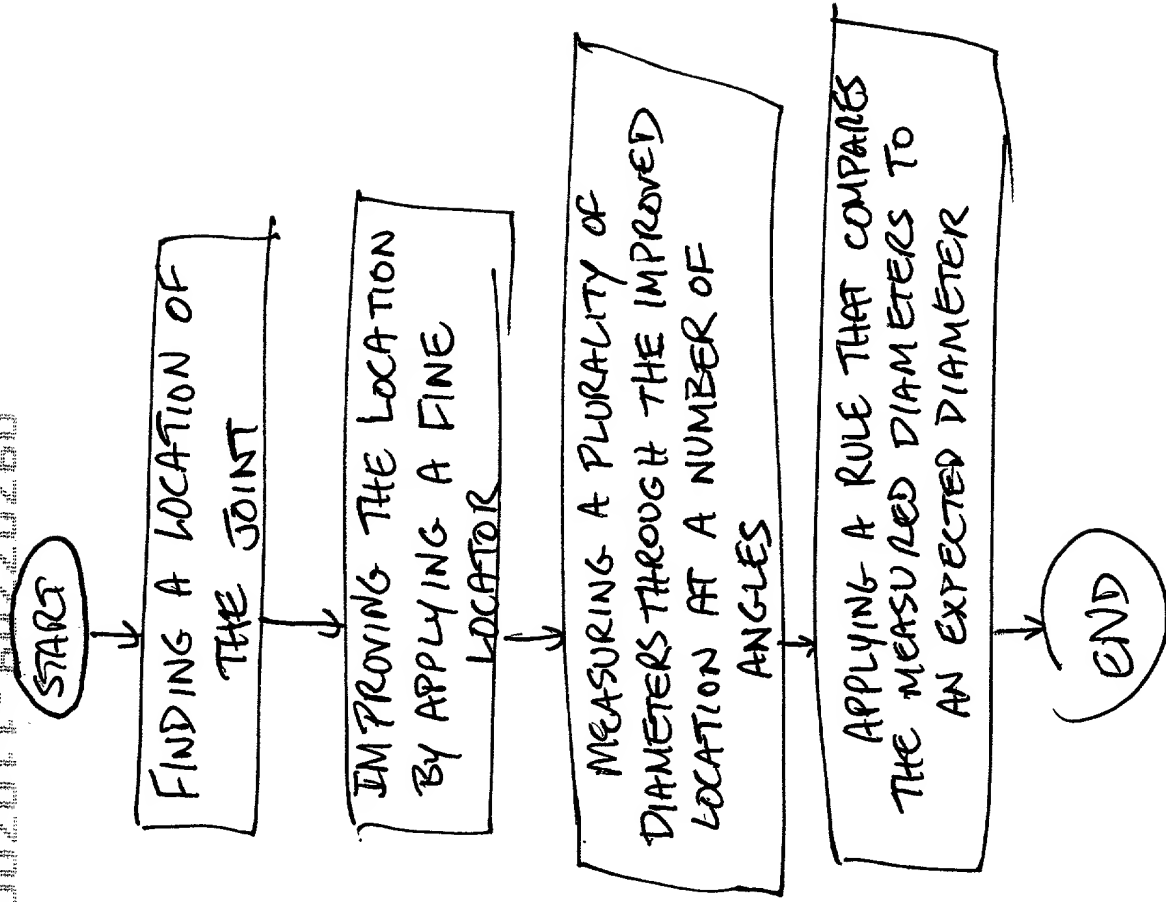 START
FINDING A LOCATION OF
THE JOINT
IMPROVING THE LOCATION
BY APPLYING A FINE
LOCATOR
MEASURING A PLURALITY OF
DIAMETERS THROUGH THE IMPROVED
LOCATION AT A NUMBER OF
ANGLES
APPLYING A RULE THAT COMPARES
THE MEASURED DIAMETERS TO
AN EXPECTED DIAMETER
END